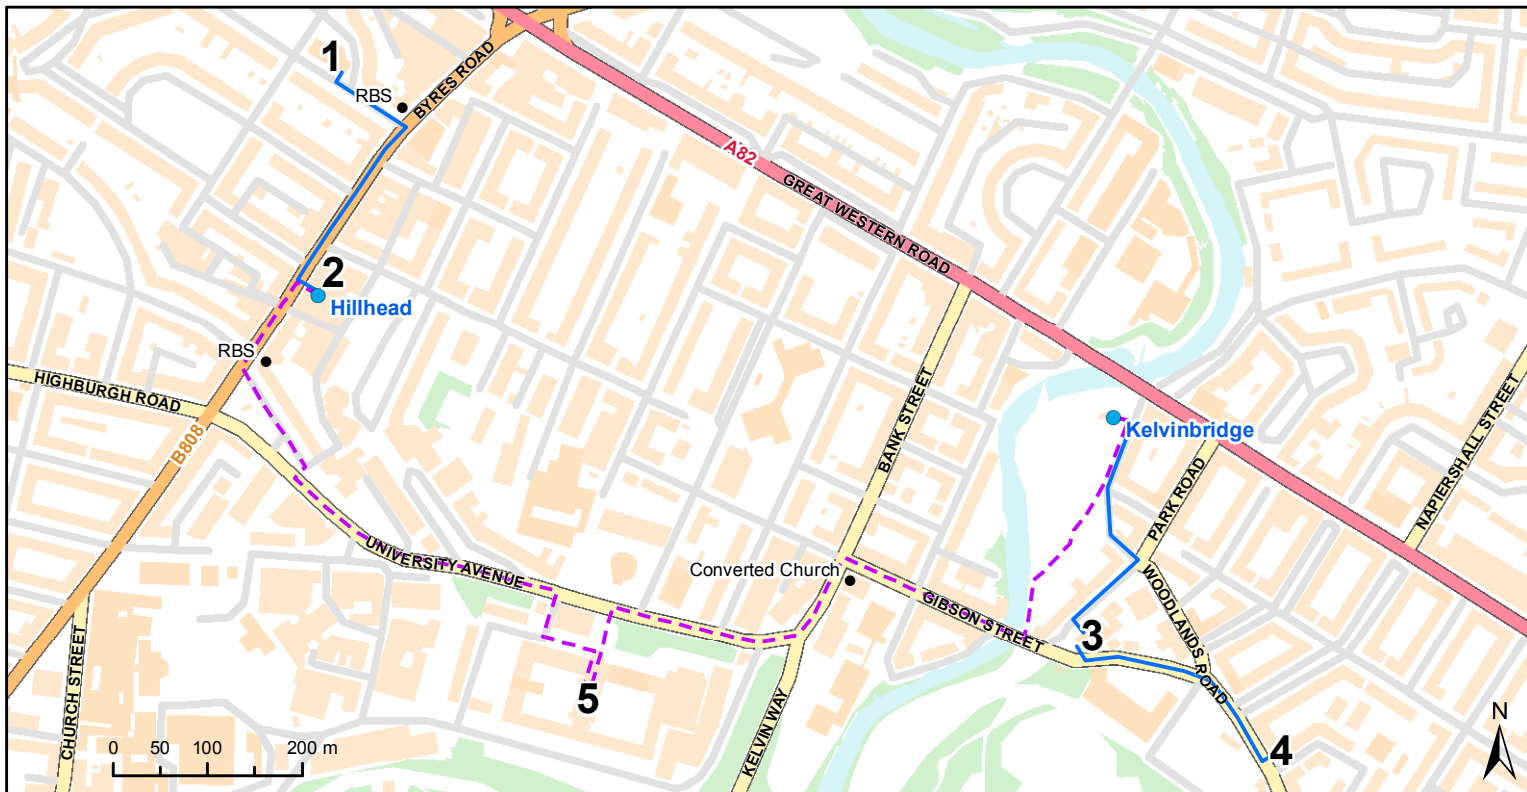 1
RBS
BYRES ROAD
A82
GREAT WESTERN ROAD
2
Hillhead
RBS
HIGHBURGH ROAD
B808
BANK STREET
Kelvinbridge
NAPIERSHALL STREET
PARK ROAD
UNIVERSITY AVENUE
Converted Church
GIBSON STREET
WOODLANDS ROAD
3
CHURCH STREET
5
KELVIN WAY
4
N
0 50 100 200 m